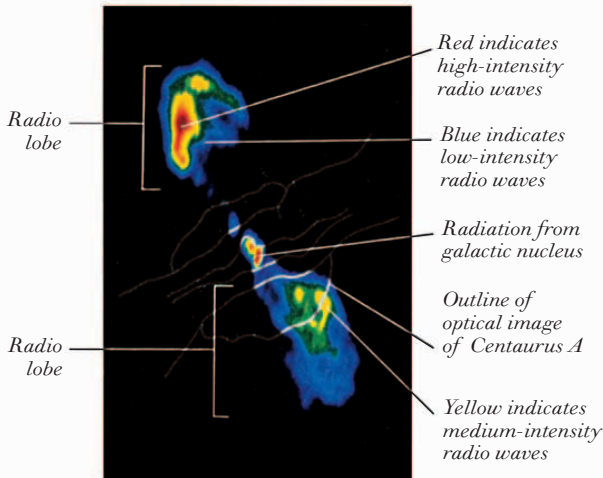 Red indicates
high-intensity
radio waves
Radio
lobe
Blue indicates
low-intensity
radio waves
Radiation from
galactic nucleus
Outline of
optical image
of Centaurus A
Radio
lobe
Yellow indicates
medium-intensity
radio waves